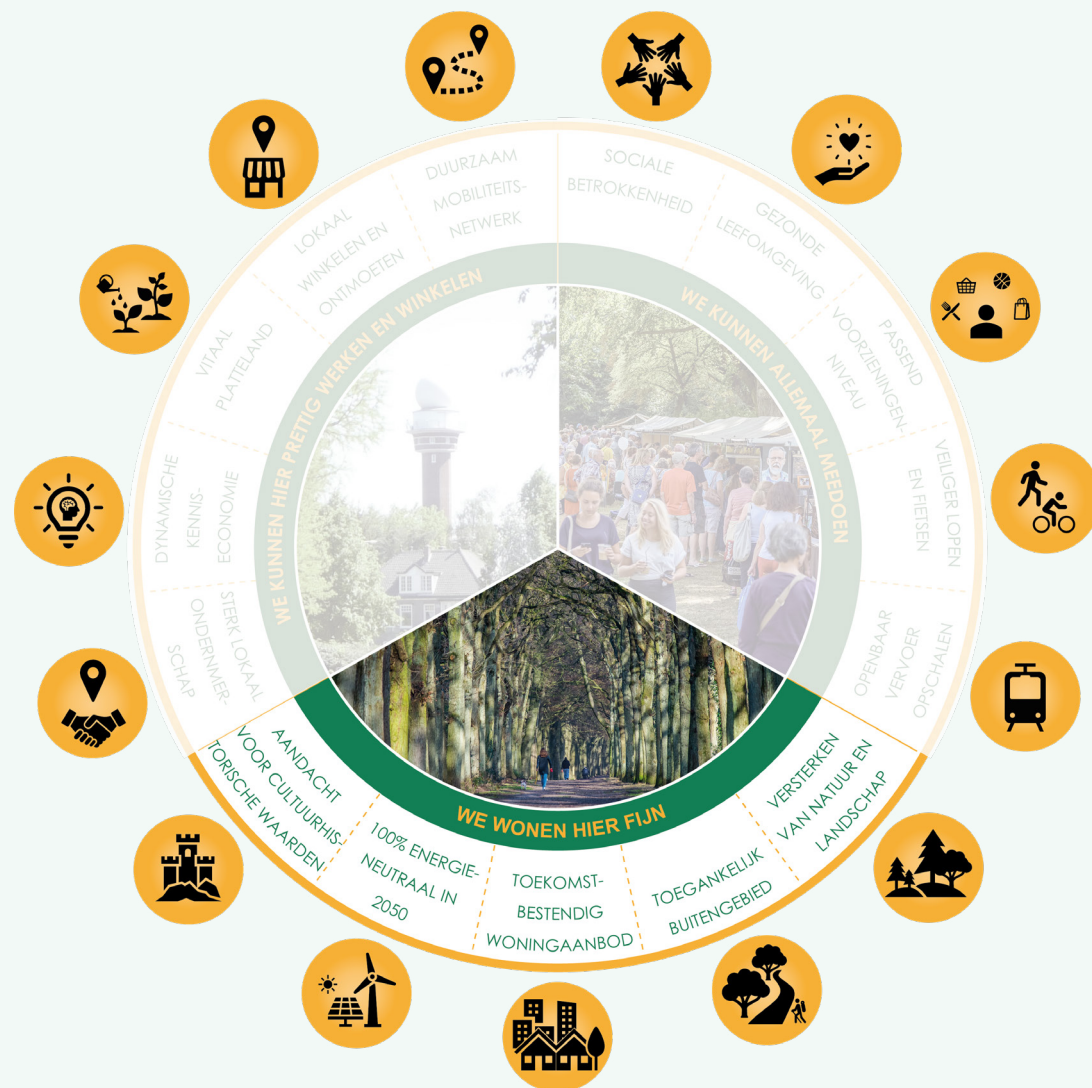 DUURZAAM
MOBILITEITS-
NETWERK
SOCIALE
BETROKKENHEID
GEZONDE
LEEFOMGEVING
PASSEND
VOORZIENINGEN-
NIVEAU
VEILIGER LOPEN
EN FIETSEN
OPENBAAR
VERVOER
OPSCHALEN
WE KUNNEN ALLEMAAL MEEDOEN
LOKAAL
WINKELEN EN
ONTMOETEN
VITAAL
PLATTELAND
DYNAMISCHE
KENNIS-
ECONOMIE
STERK LOKAAL
ONDERNMER-
SCHAP
WE KUNNEN HIER PRETTIG WERKEN EN WINKELEN
WE WONEN HIER FIJN
AANDACHT
VOOR CULTUURHIS-
TORISCHE WAARDEN
100% ENERGIE-
NEUTRAAL IN
2050
TOEKOMST-
BESTENDIG
WONINGAANBOD
TOEGANKELIJK
BUITENGEBIED
VERSTERKEN
VAN NATUUR EN
LANDSCHAP